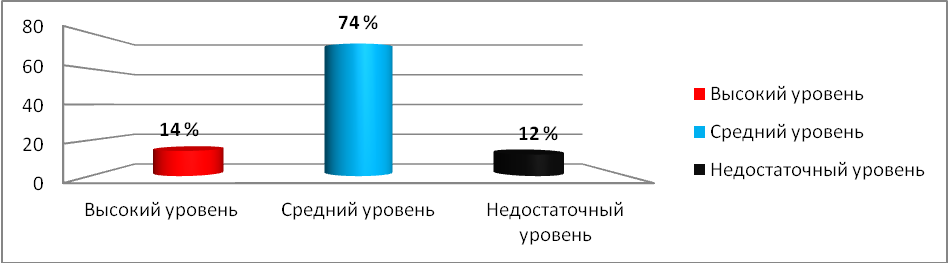 80
74 %
60
Высокий уровень
40
14 %
12 %
Средний уровень
20
Недостаточный уровень
0
Высокий уровень
Средний уровень
Недостаточный
уровень